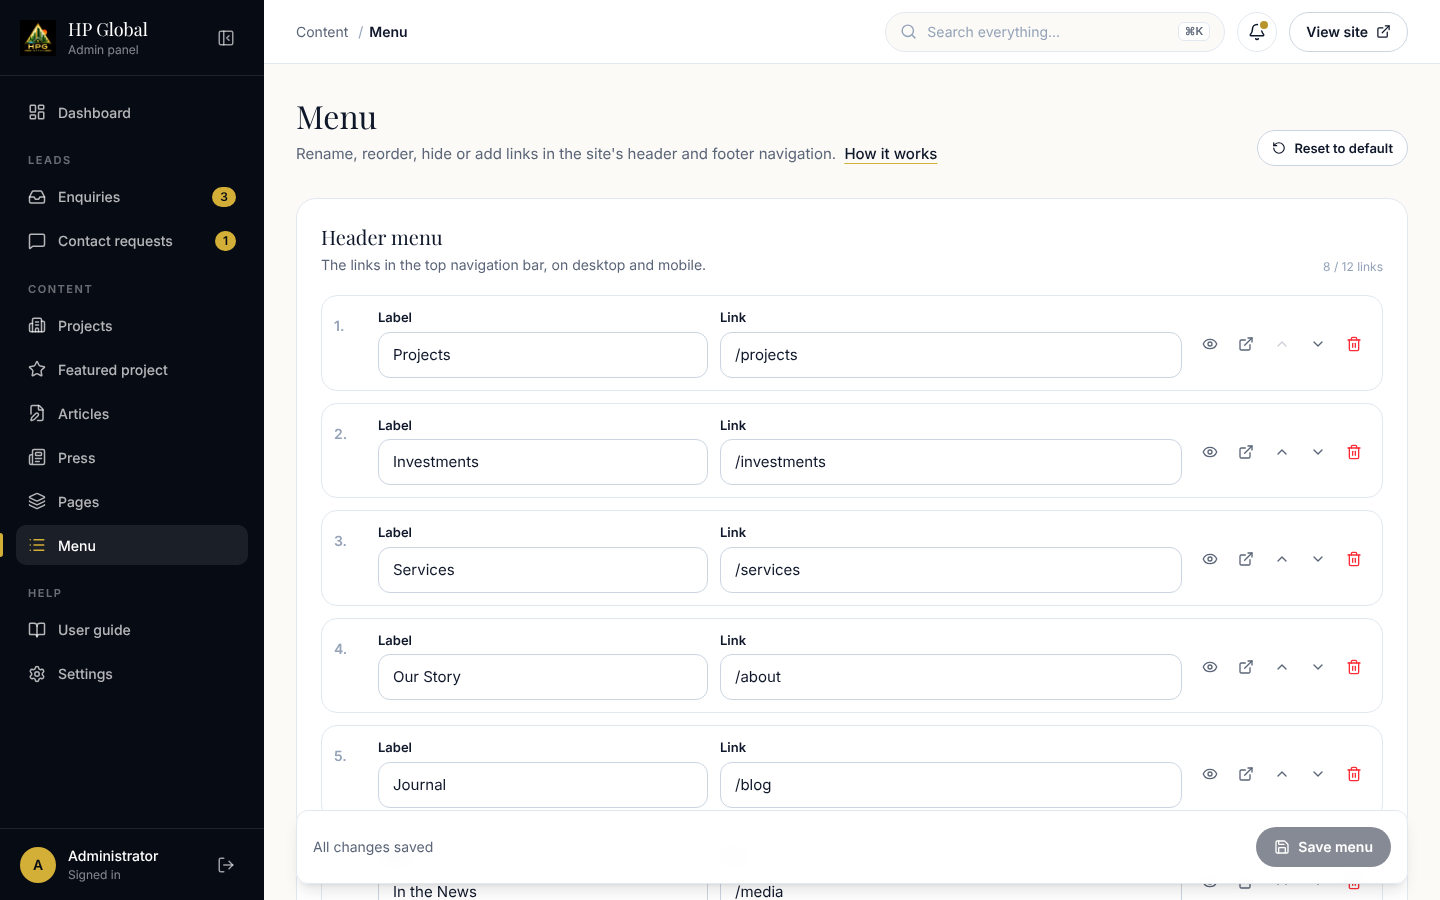 HP Global
Admin panel
Dashboard
LEADS
Enquiries 3
Contact requests 1
CONTENT
Projects
Featured project
Articles
Press
Pages
Menu
HELP
User guide
Settings
A
Administrator
Signed in
Content / Menu
Search everything... ⌘K
View site
Menu
Rename, reorder, hide or add links in the site's header and footer navigation. How it works
Reset to default
Header menu
The links in the top navigation bar, on desktop and mobile.
8 / 12 links
1. Label Link
Projects /projects
2. Label Link
Investments /investments
3. Label Link
Services /services
4. Label Link
Our Story /about
5. Label Link
Journal /blog
All changes saved
Save menu
In the News /media